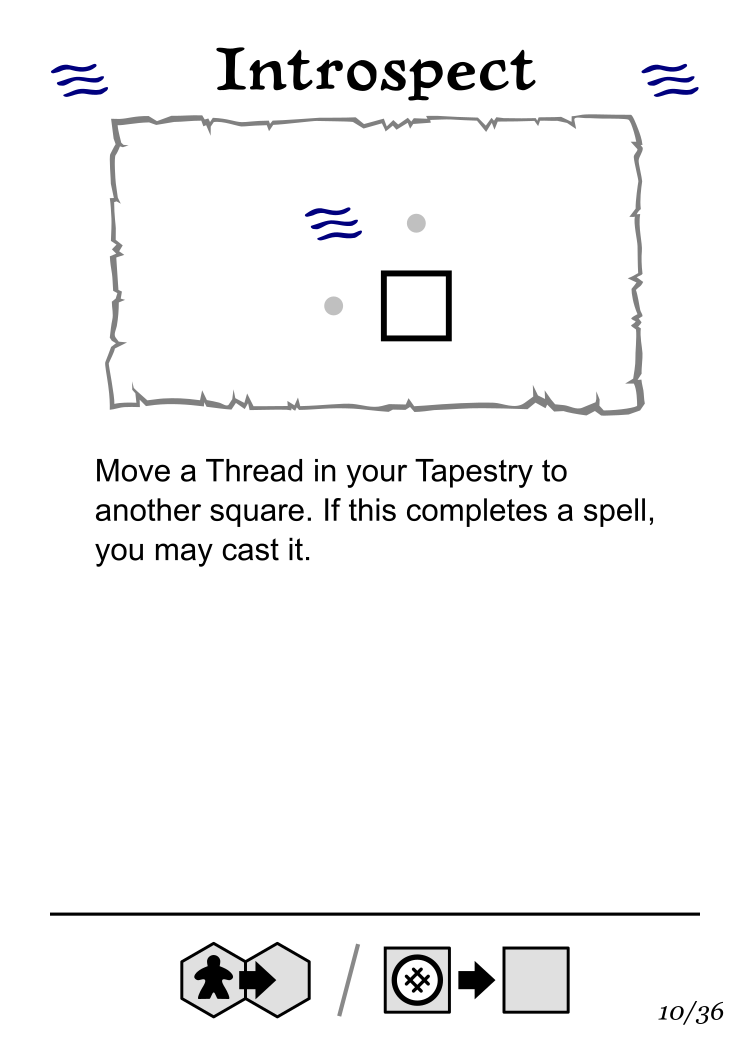 Introspect
Move a Thread in your Tapestry to
another square. If this completes a spell,
you may cast it.
10/36